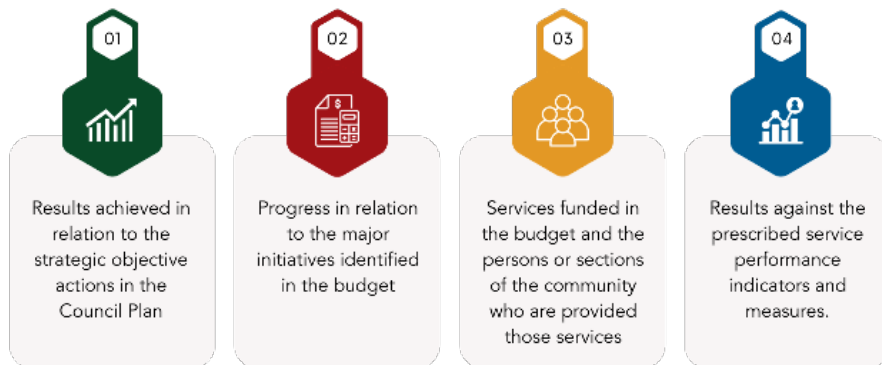 01
Results achieved in
relation to the
strategic objective
actions in the
Council Plan
02
Progress in relation
to the major
initiatives identified
in the budget
03
Services funded in
the budget and the
persons or sections
of the community
who are provided
those services
04
Results against the
prescribed service
performance
indicators and
measures.